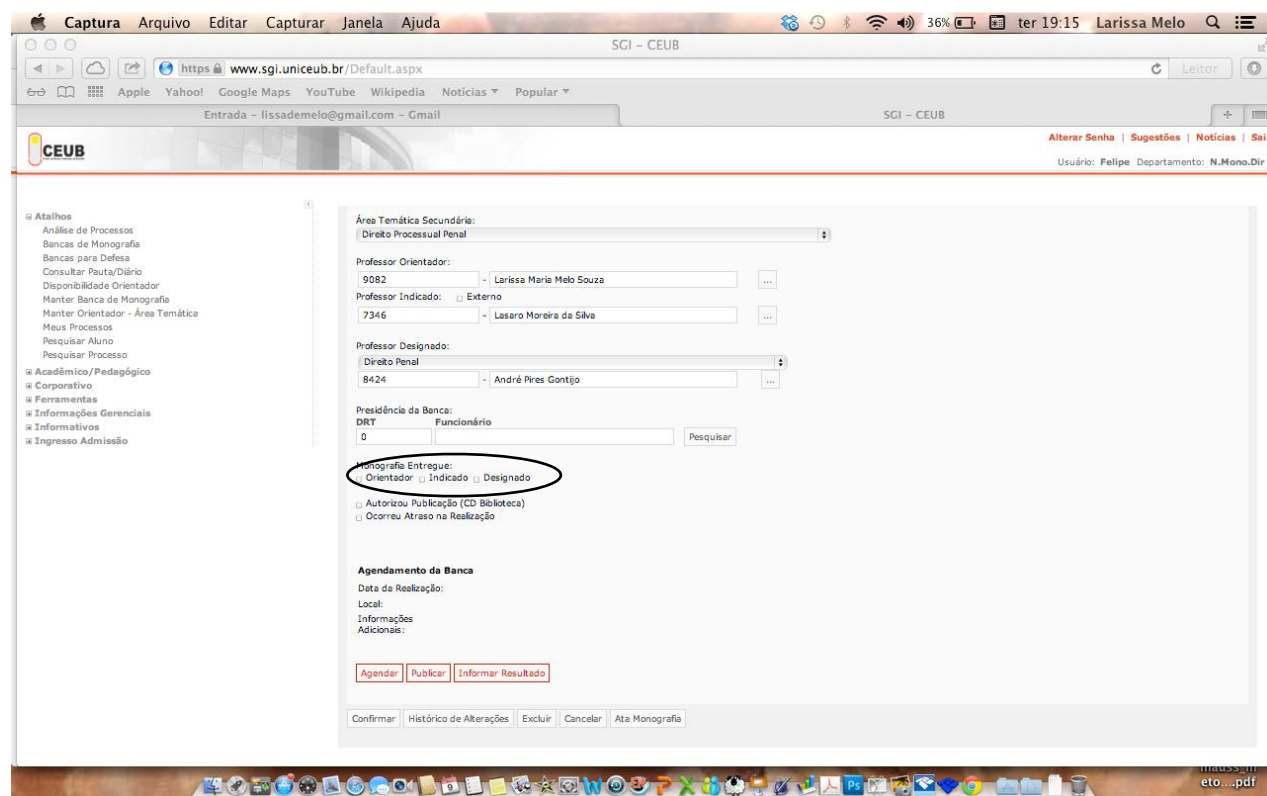 Captura Arquivo Editar Capturar Janela Ajuda 36% ter 19:15 Larissa Melo
SGI – CEUB
https www.sgi.uniceub.br/Default.aspx Leitor
Apple Yahoo! Google Maps YouTube Wikipedia Notícias Popular
Entrada – lissademelo@gmail.com – Gmail SGI – CEUB
CEUB
Alterar Senha | Sugestões | Notícias | Sai
Usuário: Felipe Departamento: N.Mono.Dir
Atalhos
Análise de Processos
Bancas de Monografia
Bancas para Defesa
Consultar Pauta/Diário
Disponibilidade Orientador
Manter Banca de Monografia
Manter Orientador - Área Temática
Meus Processos
Pesquisar Aluno
Pesquisar Processo
Acadêmico/Pedagógico
Corporativo
Ferramentas
Informações Gerenciais
Informativos
Ingresso Admissão
Área Temática Secundária:
Direito Processual Penal
Professor Orientador:
9082 - Larissa Maria Melo Souza ...
Professor Indicado: Externo
7346 - Lasaro Moreira da Silva ...
Professor Designado:
Direito Penal
8424 - André Pires Gontijo ...
Presidência da Banca:
DRT Funcionário
0 Pesquisar
Monografia Entregue:
Orientador Indicado Designado
Autorizou Publicação (CD Biblioteca)
Ocorreu Atraso na Realização
Agendamento da Banca
Data da Realização:
Local:
Informações
Adicionais:
Agendar Publicar Informar Resultado
Confirmar Histórico de Alterações Excluir Cancelar Ata Monografia
eto....pdf